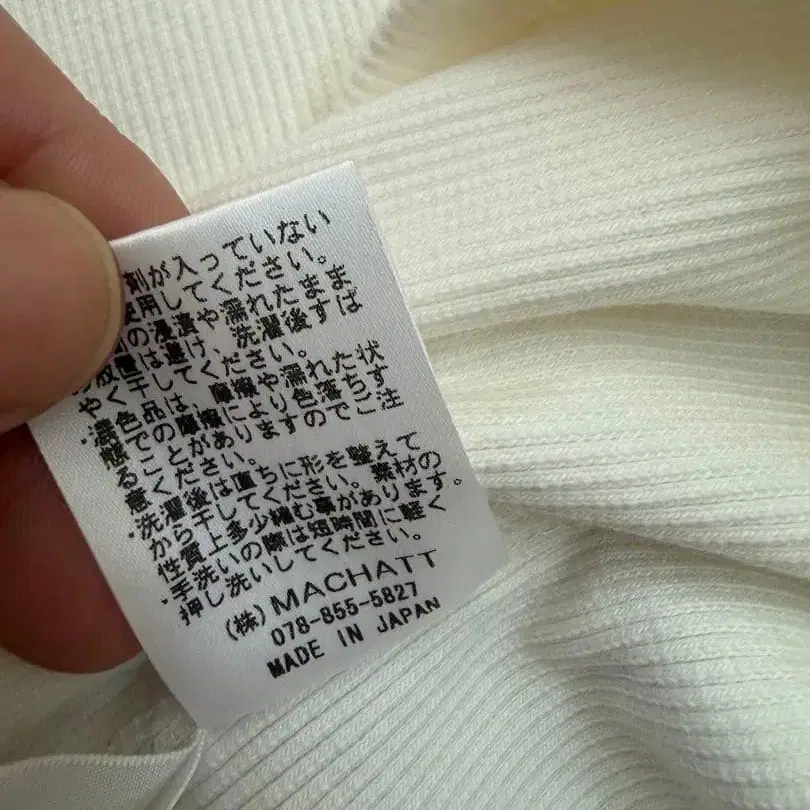 剤が入っていない
用してください。
の浸漬や濡れたまま
放置は避け、洗濯後すば
やく干してください。
・濃色品は、摩擦や濡れた状
態での摩擦により色落ちす
ることがありますのでご注
意ください。
・洗濯後は直ちに形を整えて
から干してください。素材の
性質上多少縮む事があります。
・手洗いの際は短時間に軽く
押し洗いしてください。
(株)MACHATT
078-855-5827
MADE IN JAPAN